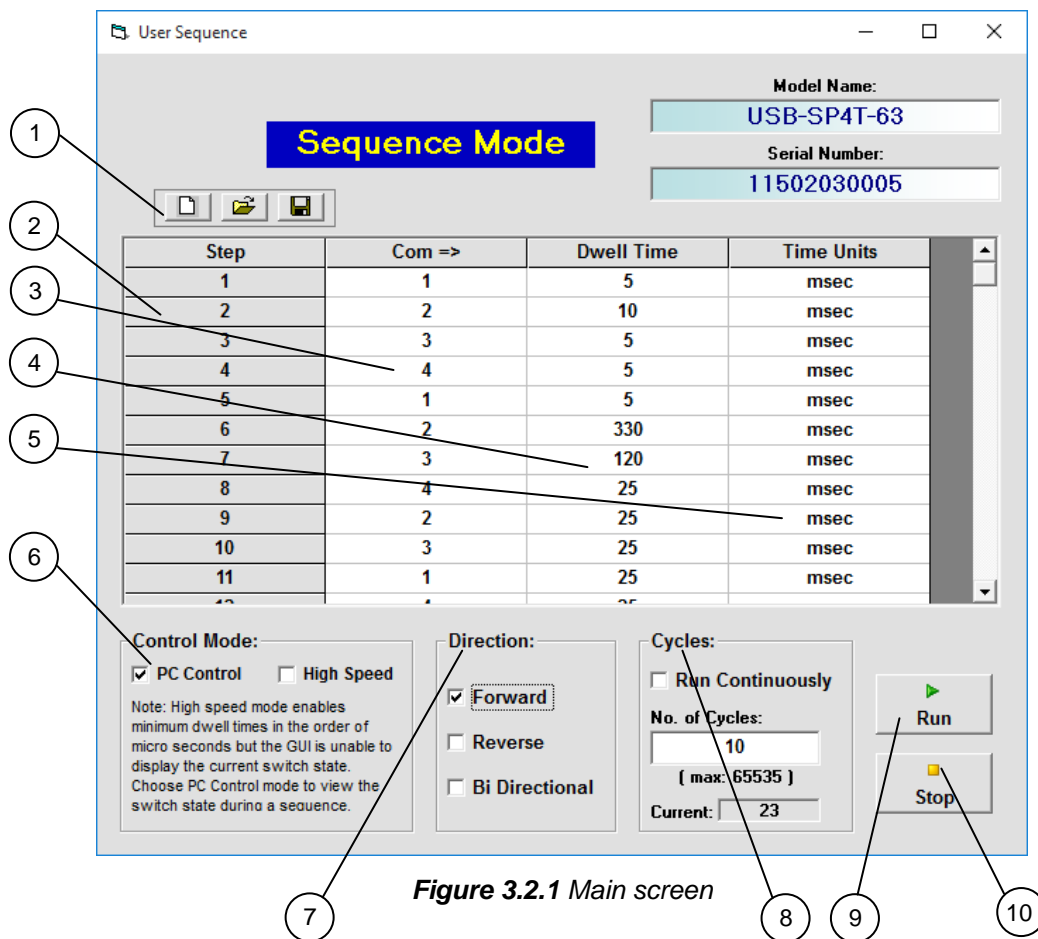 User Sequence
Model Name:
USB-SP4T-63
Sequence Mode
Serial Number:
11502030005
1
2
3
4
5
6
Step Com => Dwell Time Time Units
1 1 5 msec
2 2 10 msec
3 3 5 msec
4 4 5 msec
5 1 5 msec
6 2 330 msec
7 3 120 msec
8 4 25 msec
9 2 25 msec
10 3 25 msec
11 1 25 msec
12 4 25
Control Mode:
PC Control High Speed
Note: High speed mode enables
minimum dwell times in the order of
micro seconds but the GUI is unable to
display the current switch state.
Choose PC Control mode to view the
switch state during a sequence.
Direction:
Forward
Reverse
Bi Directional
Cycles:
Run Continuously
No. of Cycles:
10
( max: 65535 )
Current: 23
Run
Stop
Figure 3.2.1 Main screen
7
8
9
10